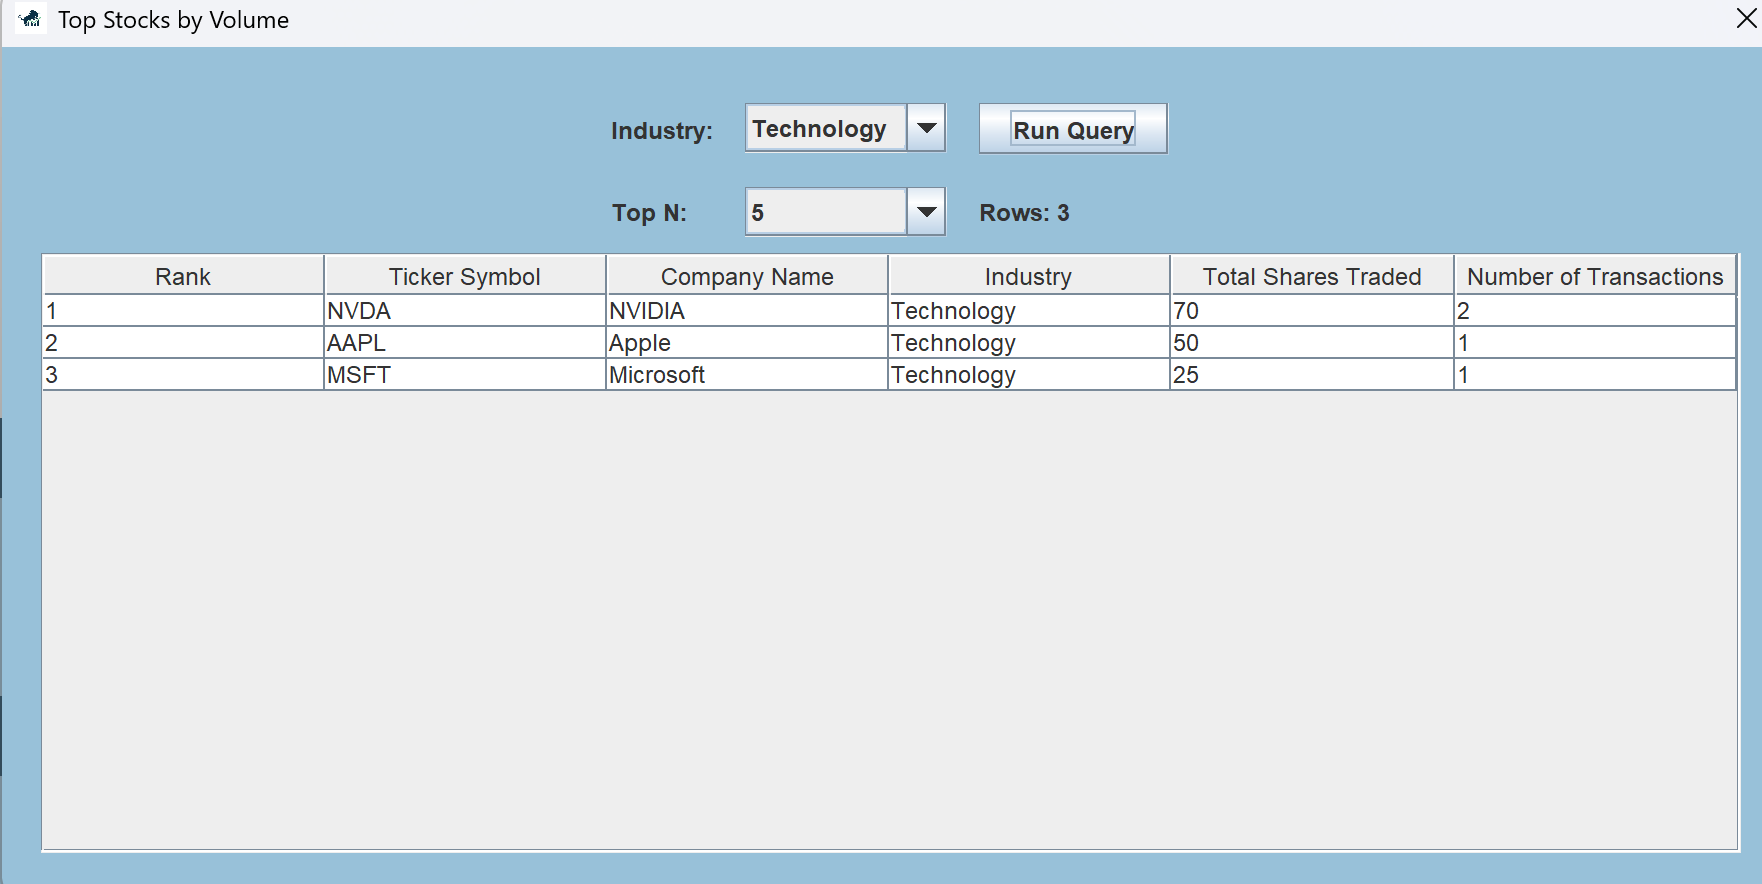 Top Stocks by Volume
Industry: Technology Run Query
Top N: 5 Rows: 3
Rank Ticker Symbol Company Name Industry Total Shares Traded Number of Transactions
1 NVDA NVIDIA Technology 70 2
2 AAPL Apple Technology 50 1
3 MSFT Microsoft Technology 25 1